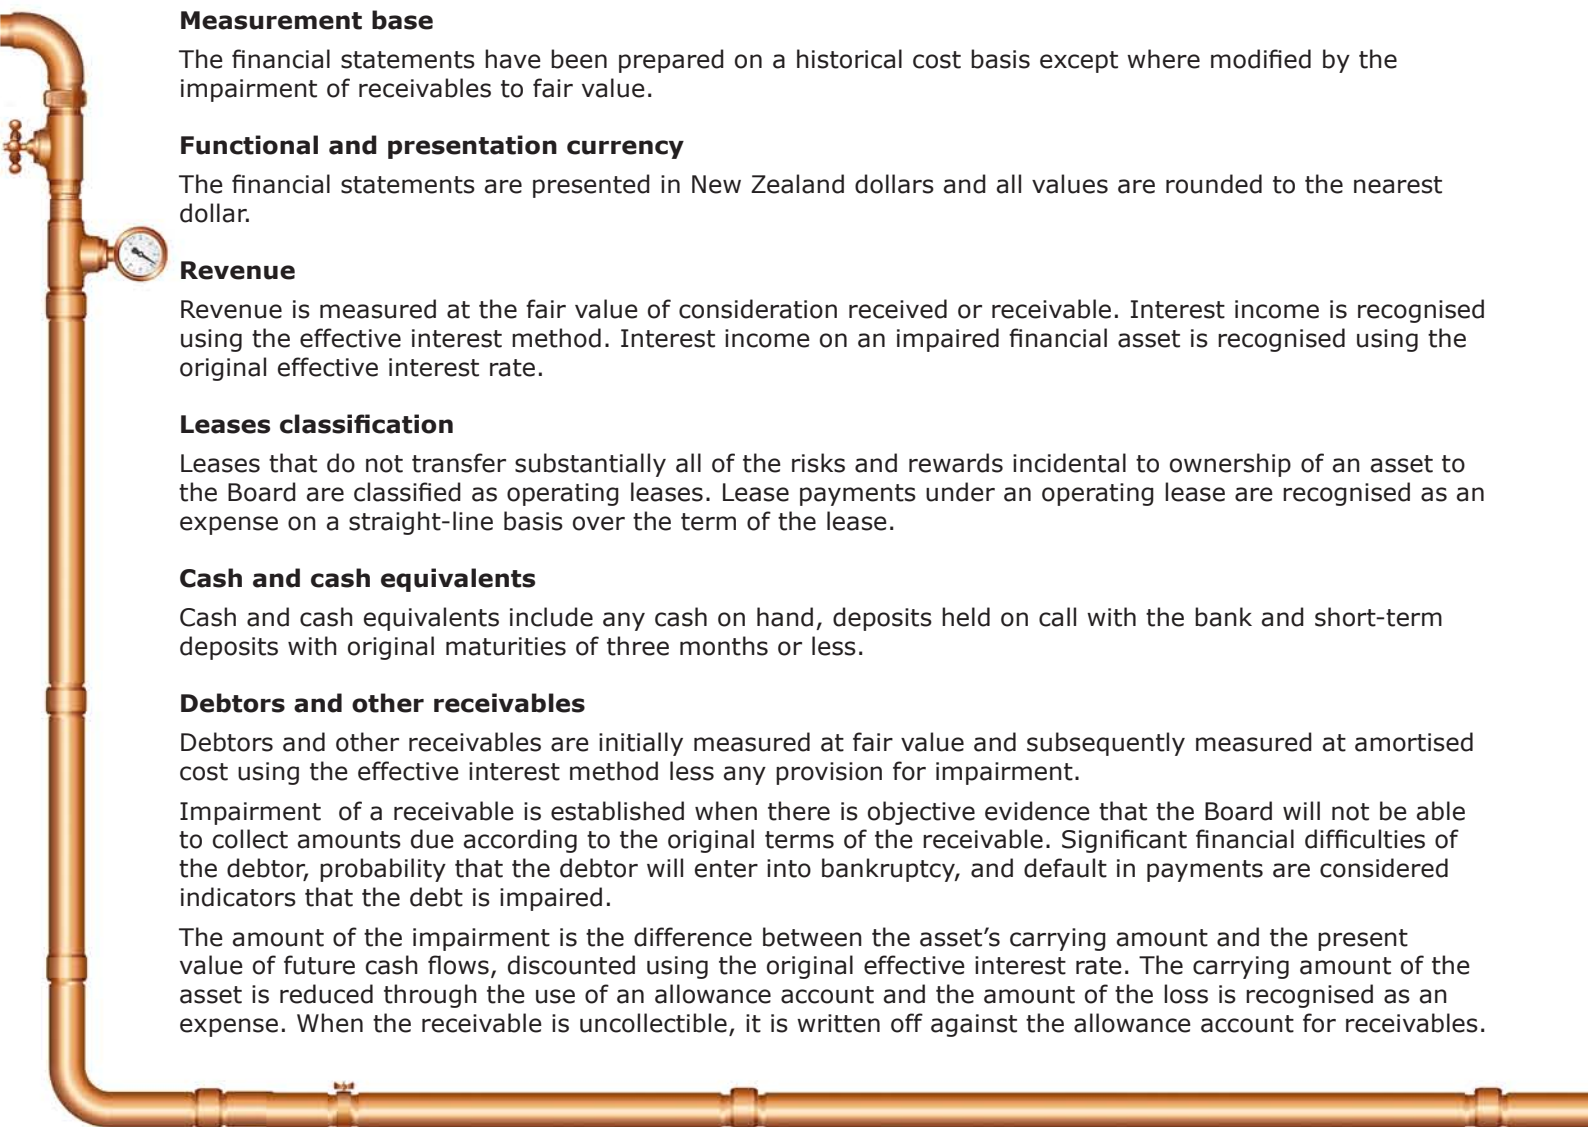 Measurement base
The financial statements have been prepared on a historical cost basis except where modified by the
impairment of receivables to fair value.
Functional and presentation currency
The financial statements are presented in New Zealand dollars and all values are rounded to the nearest
dollar.
Revenue
Revenue is measured at the fair value of consideration received or receivable. Interest income is recognised
using the effective interest method. Interest income on an impaired financial asset is recognised using the
original effective interest rate.
Leases classification
Leases that do not transfer substantially all of the risks and rewards incidental to ownership of an asset to
the Board are classified as operating leases. Lease payments under an operating lease are recognised as an
expense on a straight-line basis over the term of the lease.
Cash and cash equivalents
Cash and cash equivalents include any cash on hand, deposits held on call with the bank and short-term
deposits with original maturities of three months or less.
Debtors and other receivables
Debtors and other receivables are initially measured at fair value and subsequently measured at amortised
cost using the effective interest method less any provision for impairment.
Impairment  of a receivable is established when there is objective evidence that the Board will not be able
to collect amounts due according to the original terms of the receivable. Significant financial difficulties of
the debtor, probability that the debtor will enter into bankruptcy, and default in payments are considered
indicators that the debt is impaired.
The amount of the impairment is the difference between the asset’s carrying amount and the present
value of future cash flows, discounted using the original effective interest rate. The carrying amount of the
asset is reduced through the use of an allowance account and the amount of the loss is recognised as an
expense. When the receivable is uncollectible, it is written off against the allowance account for receivables.